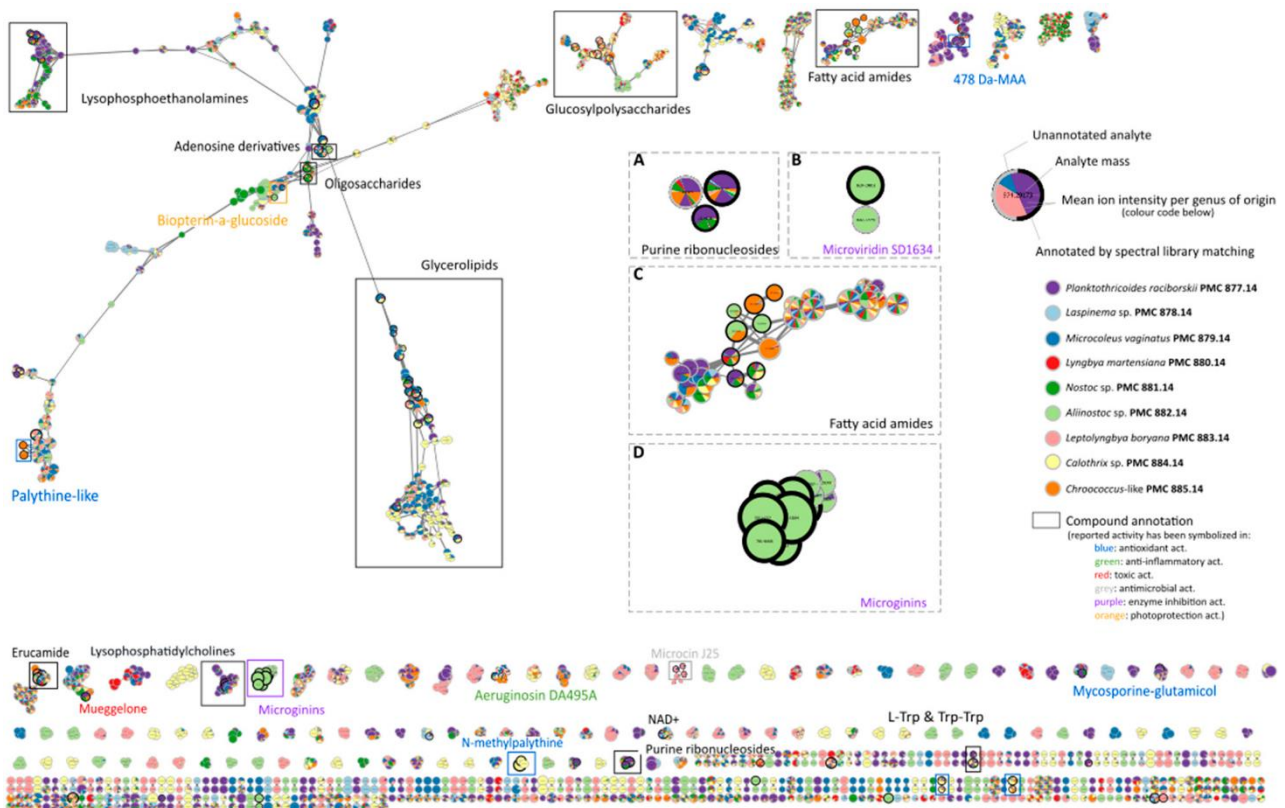 Lysophosphoethanolamines
Glucosylpolysaccharides
Fatty acid amides
478 Da-MAA
Adenosine derivatives
Oligosaccharides
Biopterin-a-glucoside
Glycerolipids
Palythine-like
A
Purine ribonucleosides
B
Microviridin SD1634
C
Fatty acid amides
D
Microginins
Unannotated analyte
Analyte mass
Mean ion intensity per genus of origin
(colour code below)
Annotated by spectral library matching
Planktothricoides raciborskii PMC 877.14
Laspinema sp. PMC 878.14
Microcoleus vaginatus PMC 879.14
Lyngbya martensiana PMC 880.14
Nostoc sp. PMC 881.14
Aliinostoc sp. PMC 882.14
Leptolyngbya boryana PMC 883.14
Calothrix sp. PMC 884.14
Chroococcus-like PMC 885.14
Compound annotation
(reported activity has been symbolized in:
blue: antioxidant act.
green: anti-inflammatory act.
red: toxic act.
grey: antimicrobial act.
purple: enzyme inhibition act.
orange: photoprotection act.)
Erucamide
Lysophosphatidylcholines
Microcin J25
Mueggelone
Microginins
Aeruginosin DA495A
Mycosporine-glutamicol
NAD+
L-Trp & Trp-Trp
N-methylpalythine
Purine ribonucleosides